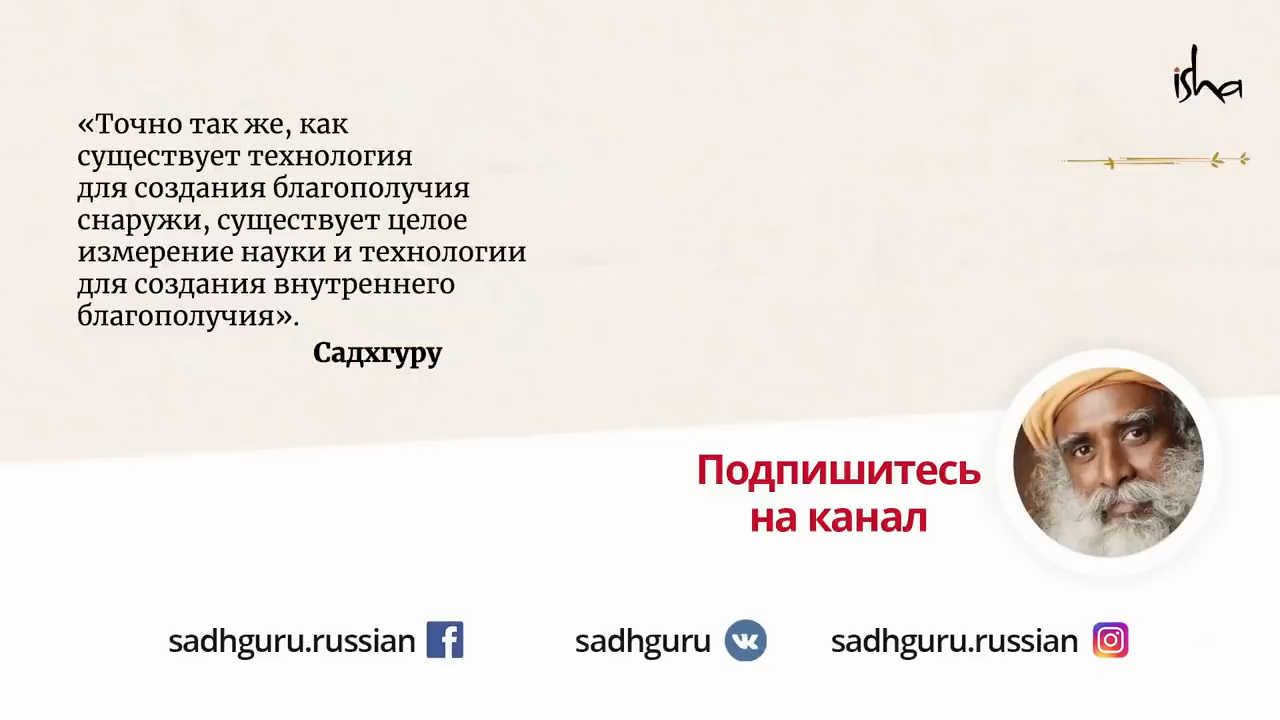 isha
«Точно так же, как
существует технология
для создания благополучия
снаружи, существует целое
измерение науки и технологии
для создания внутреннего
благополучия».
Садхгуру
Подпишитесь
на канал
sadhguru.russian
sadhguru
sadhguru.russian